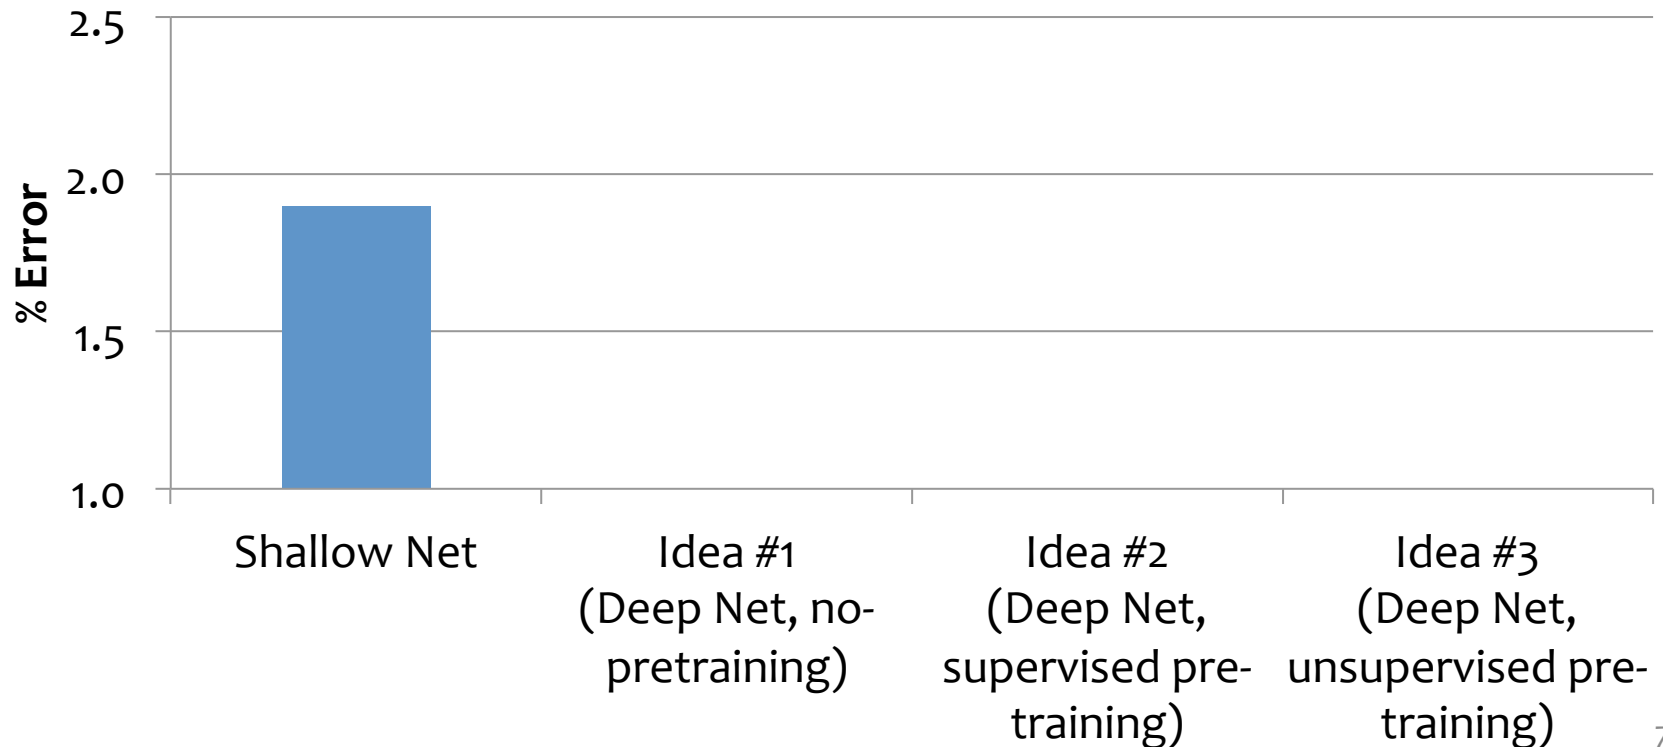 2.5
2.0
1.5
1.0
% Error
Shallow Net
Idea #1
(Deep Net, no-
pretraining)
Idea #2
(Deep Net,
supervised pre-
training)
Idea #3
(Deep Net,
unsupervised pre-
training)